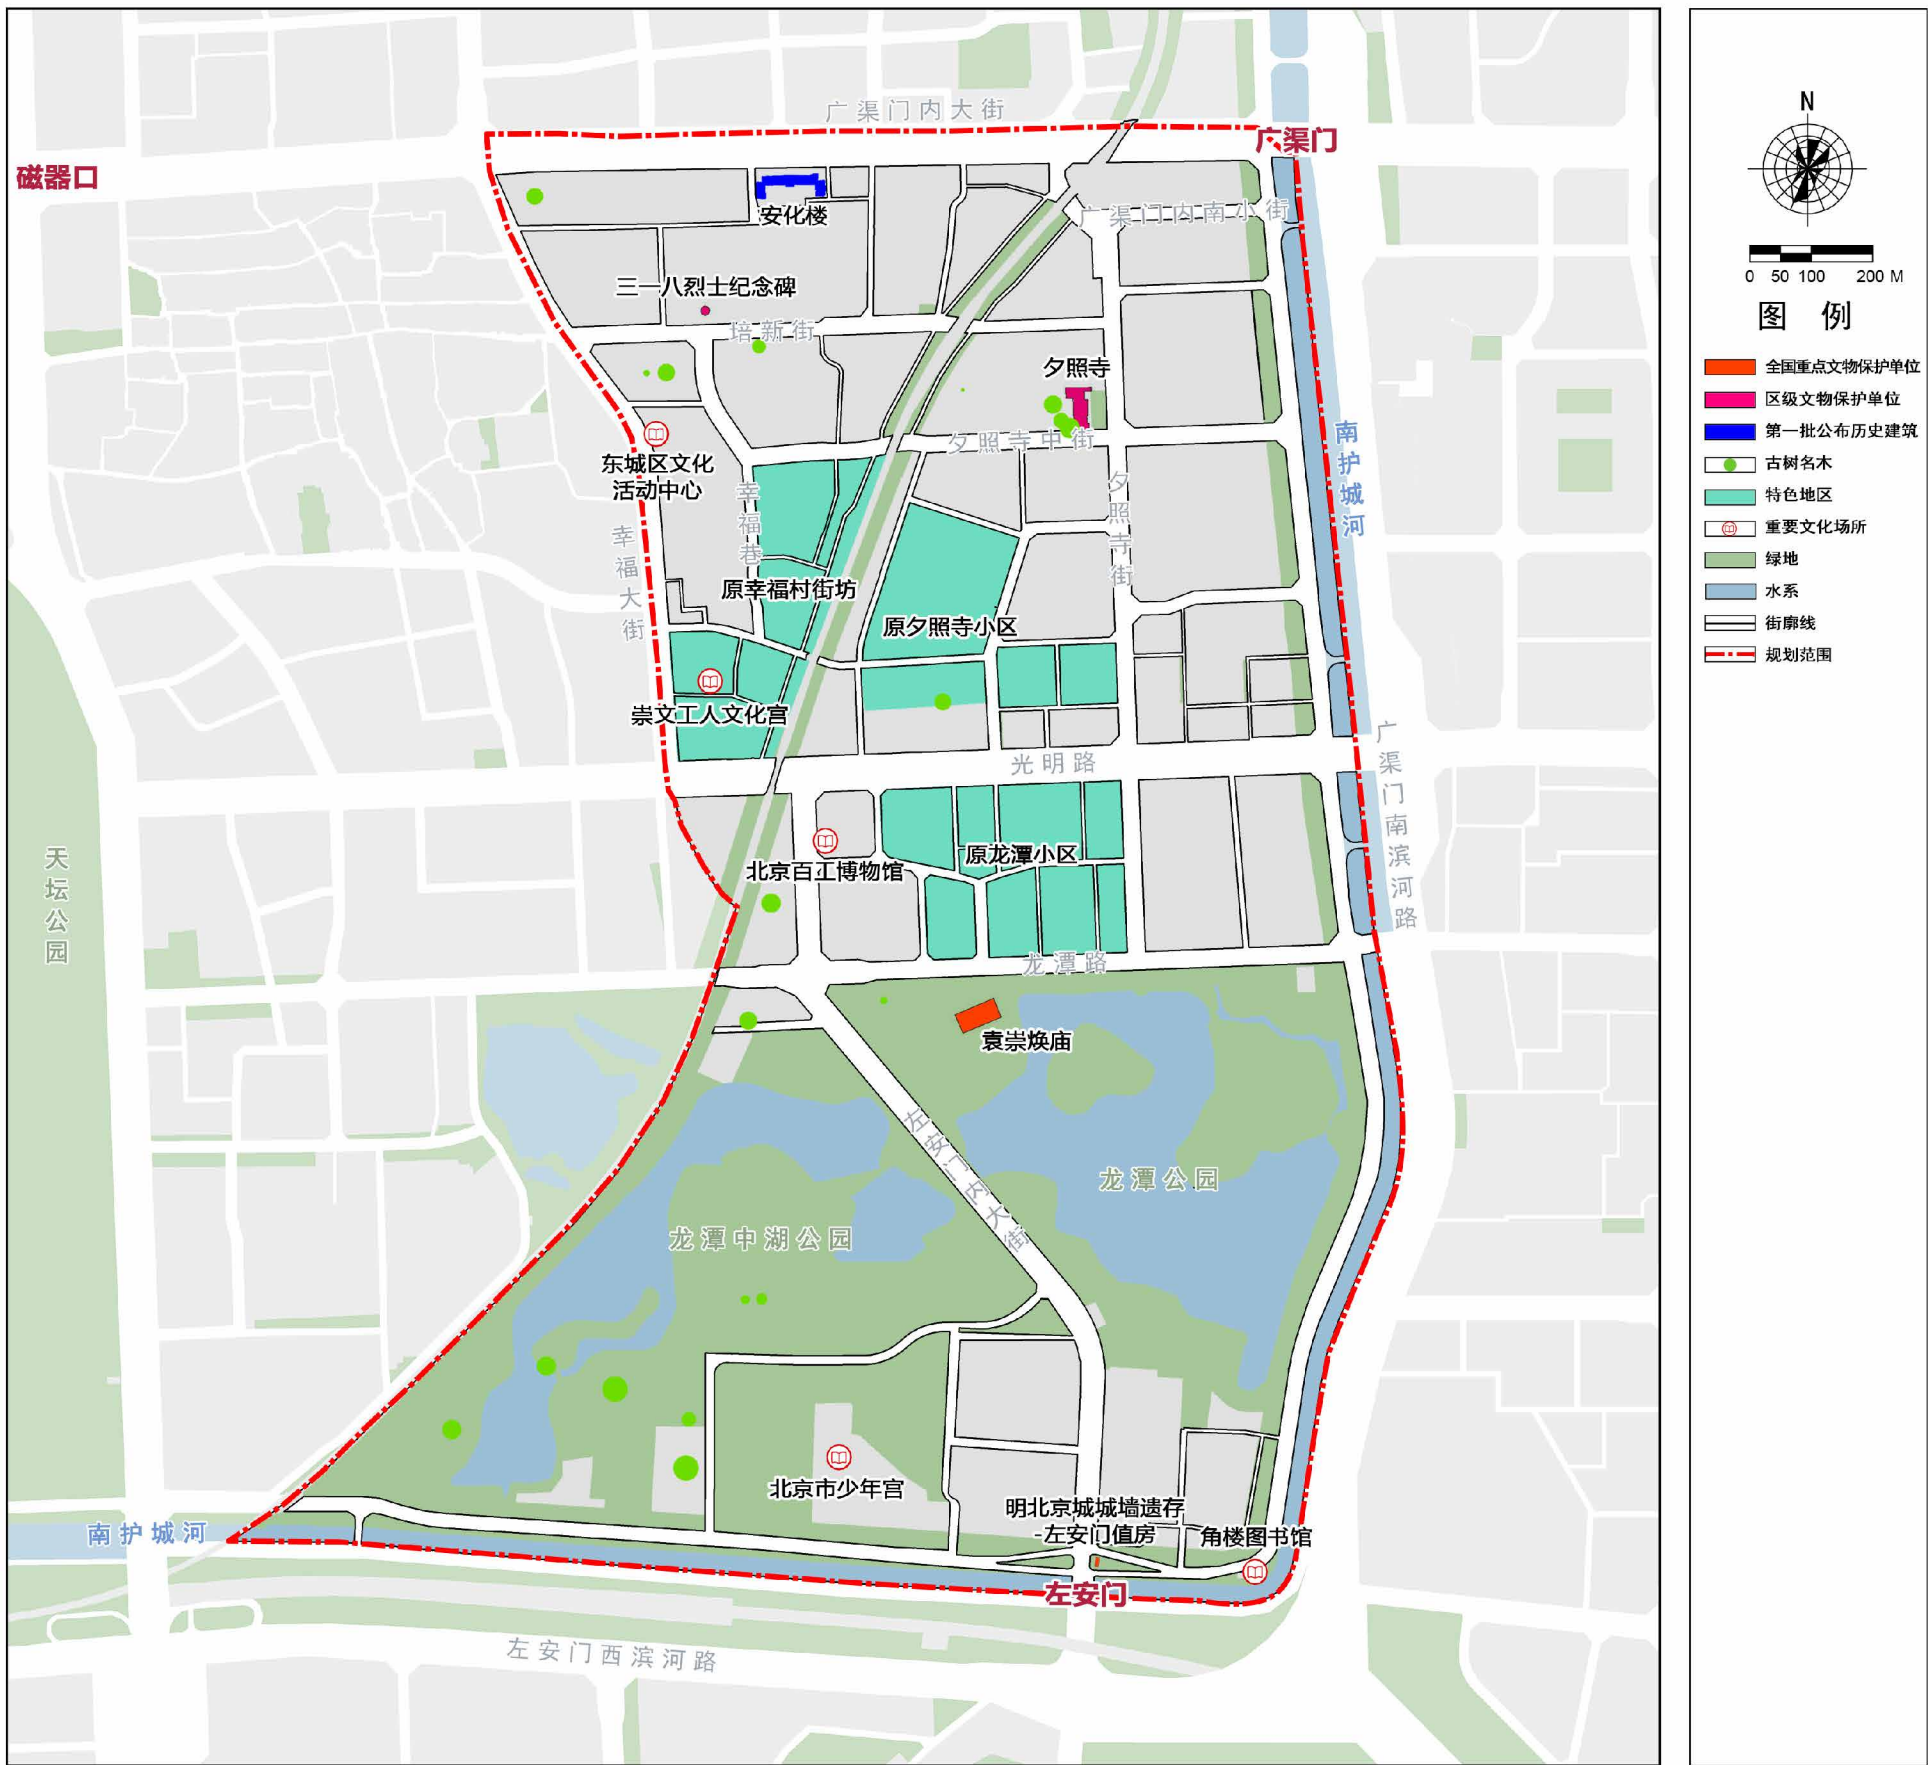 广渠门内大街
广渠门
磁器口
安化楼
广渠门内南小街
三一八烈士纪念碑
培新街
夕照寺
夕照寺中街
东城区文化
活动中心
幸福巷
夕照寺街
南护城河
幸福大街
原幸福村街坊
原夕照寺小区
崇文工人文化宫
光明路
广渠门南滨河路
原龙潭小区
北京百工博物馆
天坛公园
龙潭路
袁崇焕庙
左安门内大街
龙潭公园
龙潭中湖公园
北京市少年宫
明北京城城墙遗存
-左安门值房
角楼图书馆
南护城河
左安门
左安门西滨河路
N
0 50 100 200 M
图 例
全国重点文物保护单位
区级文物保护单位
第一批公布历史建筑
古树名木
特色地区
重要文化场所
绿地
水系
街廓线
规划范围